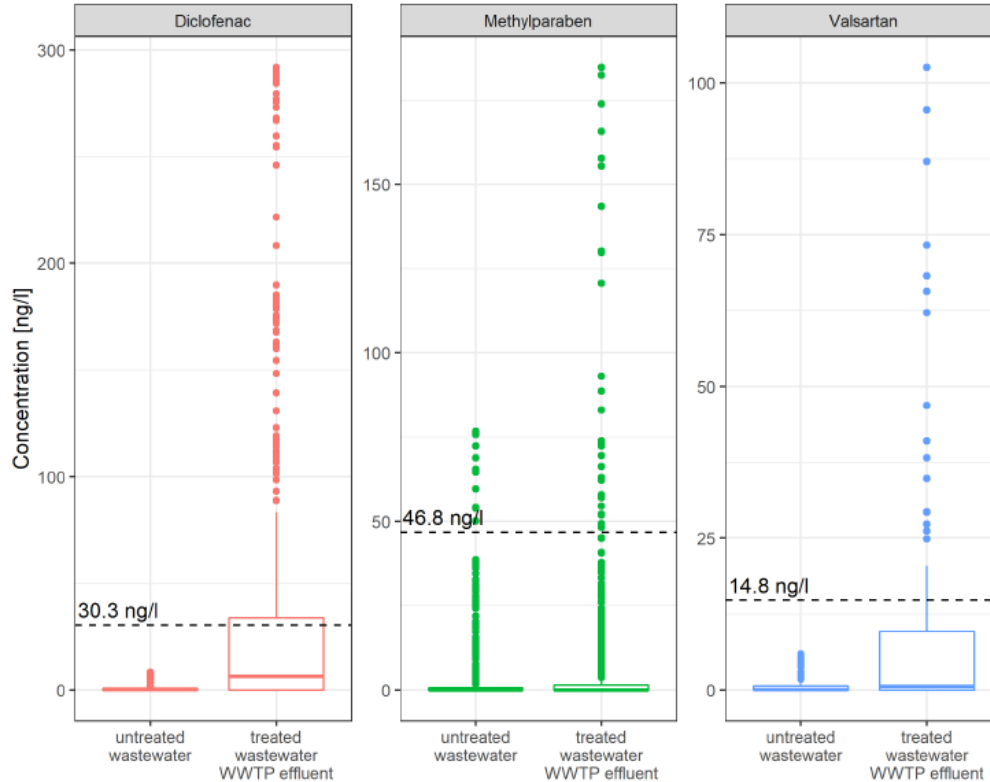 Diclofenac
Methylparaben
Valsartan
Concentration [ng/l]
300
200
100
0
30.3 ng/l
untreated
wastewater
treated
wastewater
WWTP effluent
150
100
50
0
46.8 ng/l
untreated
wastewater
treated
wastewater
WWTP effluent
100
75
50
25
0
14.8 ng/l
untreated
wastewater
treated
wastewater
WWTP effluent